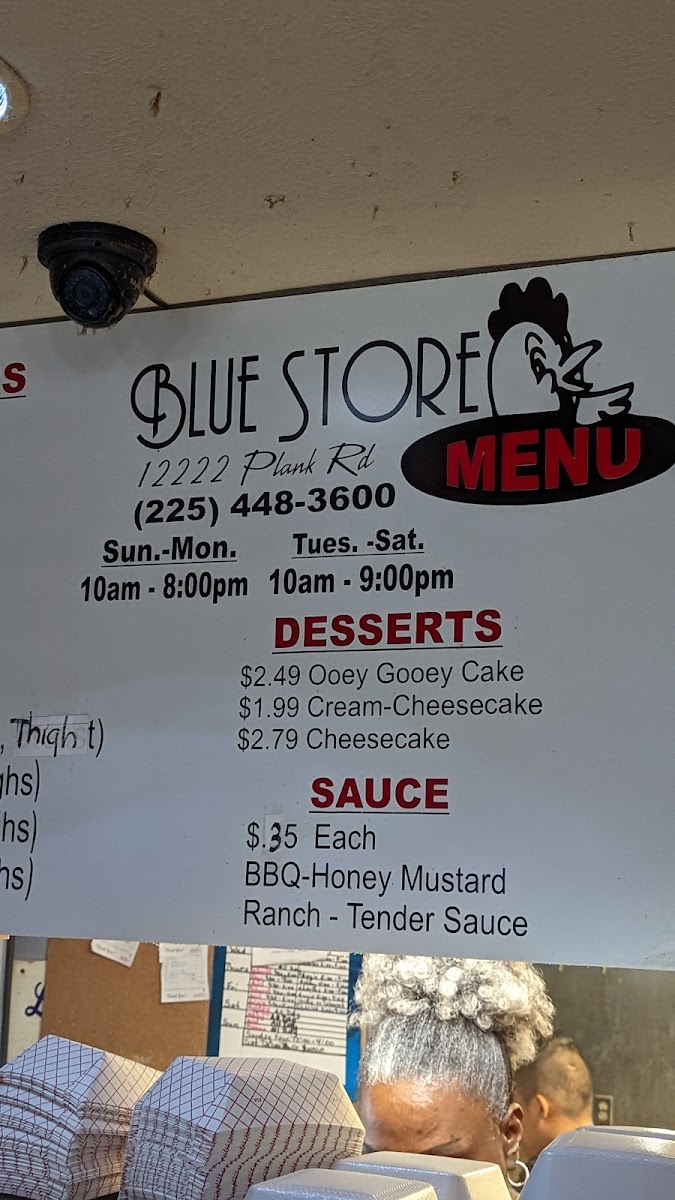 S
BLUE STORE
MENU
12222 Plank Rd
(225) 448-3600
Sun.-Mon. Tues. -Sat.
10am - 8:00pm 10am - 9:00pm
DESSERTS
$2.49 Ooey Gooey Cake
$1.99 Cream-Cheesecake
$2.79 Cheesecake
, Thigh t)
ghs)
hs)
hs)
SAUCE
$.35 Each
BBQ-Honey Mustard
Ranch - Tender Sauce